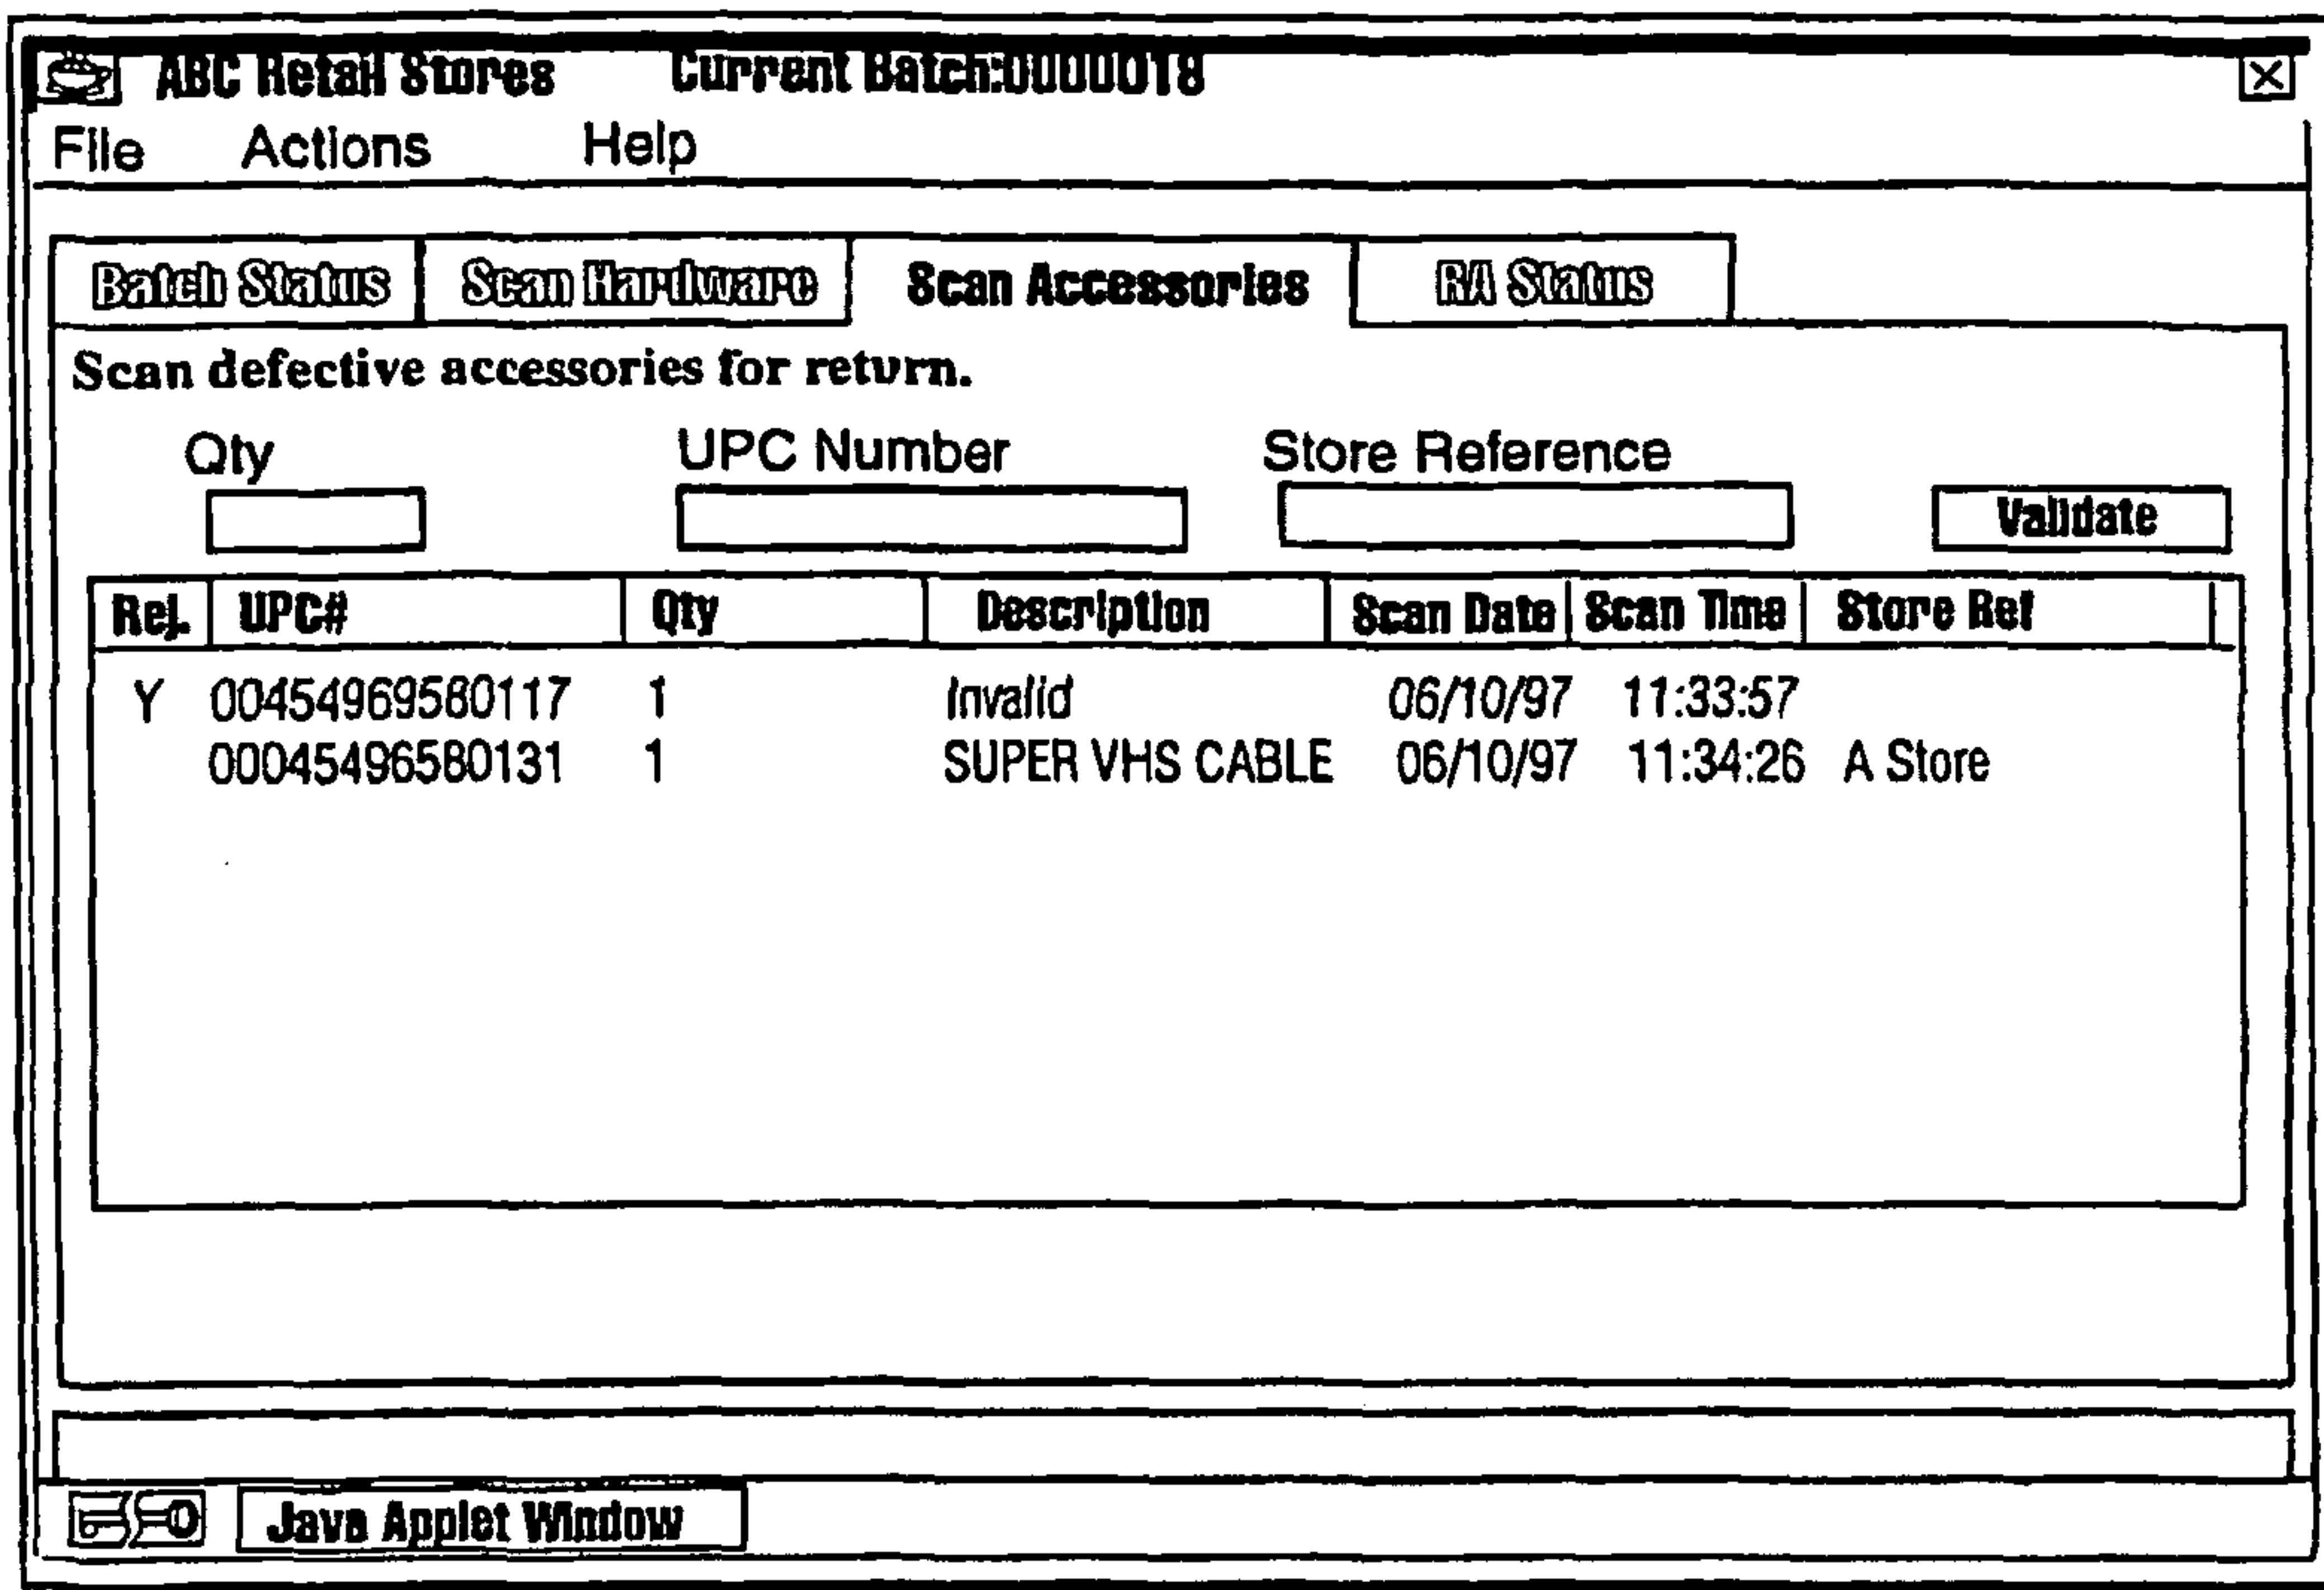 ABC Retail Stores Current Batch:0000018
File Actions Help
Batch Status Scan Hardware Scan Accessories RA Status
Scan defective accessories for return.
Qty UPC Number Store Reference
Validate
Rej. UPC# Qty Description Scan Date Scan Time Store Ref
Y 00454969580117 1 Invalid 06/10/97 11:33:57
00045496580131 1 SUPER VHS CABLE 06/10/97 11:34:26 A Store
Java Applet Window